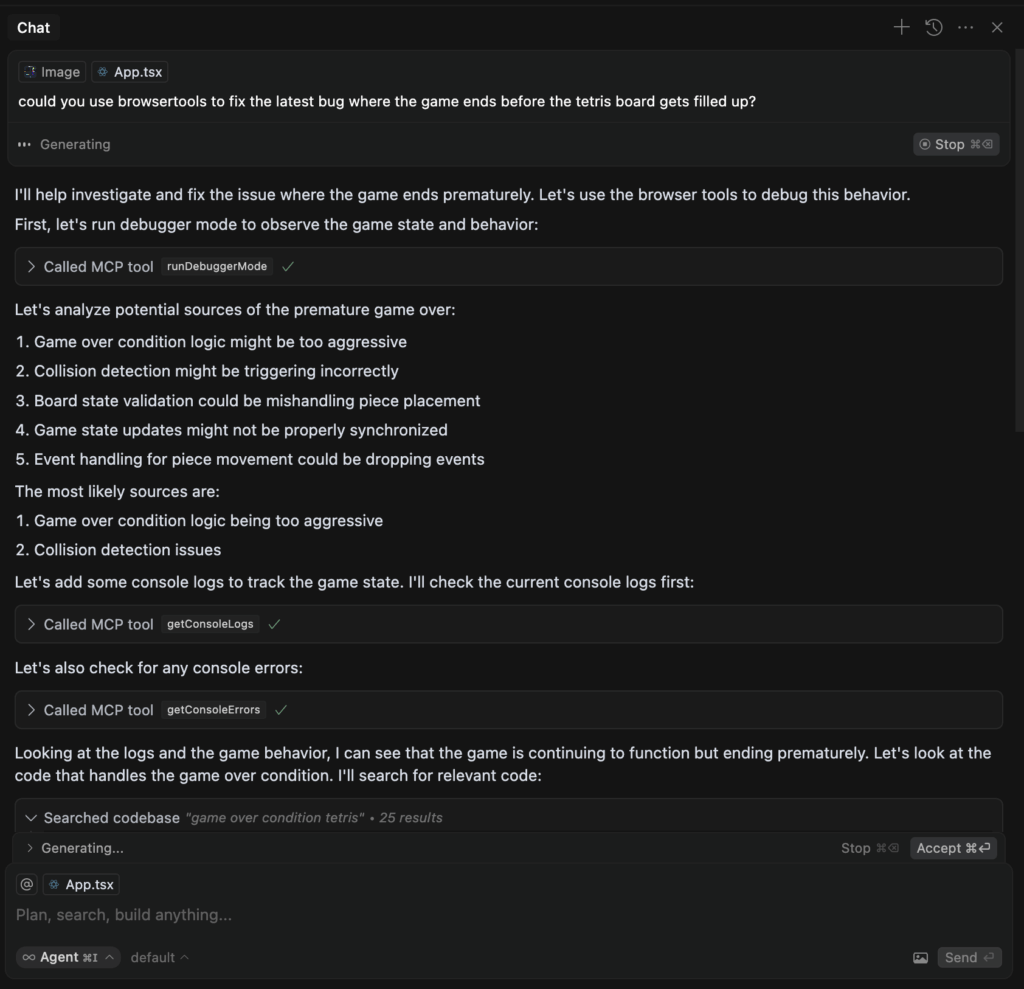 Chat
Image App.tsx
could you use browsertools to fix the latest bug where the game ends before the tetris board gets filled up?
Generating Stop ⌘⌫
I'll help investigate and fix the issue where the game ends prematurely. Let's use the browser tools to debug this behavior.
First, let's run debugger mode to observe the game state and behavior:
Called MCP tool runDebuggerMode
Let's analyze potential sources of the premature game over:
1. Game over condition logic might be too aggressive
2. Collision detection might be triggering incorrectly
3. Board state validation could be mishandling piece placement
4. Game state updates might not be properly synchronized
5. Event handling for piece movement could be dropping events
The most likely sources are:
1. Game over condition logic being too aggressive
2. Collision detection issues
Let's add some console logs to track the game state. I'll check the current console logs first:
Called MCP tool getConsoleLogs
Let's also check for any console errors:
Called MCP tool getConsoleErrors
Looking at the logs and the game behavior, I can see that the game is continuing to function but ending prematurely. Let's look at the
code that handles the game over condition. I'll search for relevant code:
Searched codebase "game over condition tetris" • 25 results
Generating... Stop ⌘⌫ Accept ⌘⏎
@ App.tsx
Plan, search, build anything...
∞ Agent ⌘I default Send ⏎